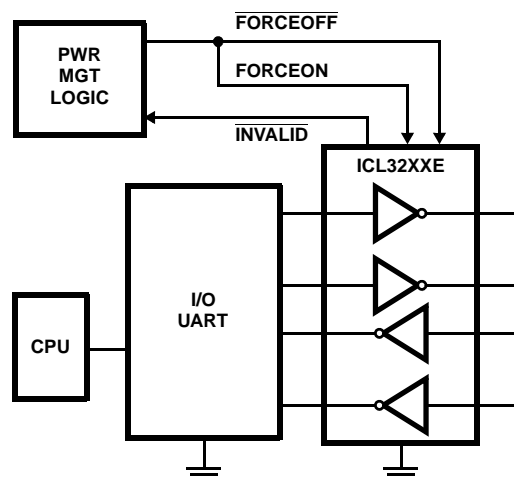 FORCEOFF
PWR
MGT
LOGIC
FORCEON
INVALID
ICL32XXE
I/O
UART
CPU